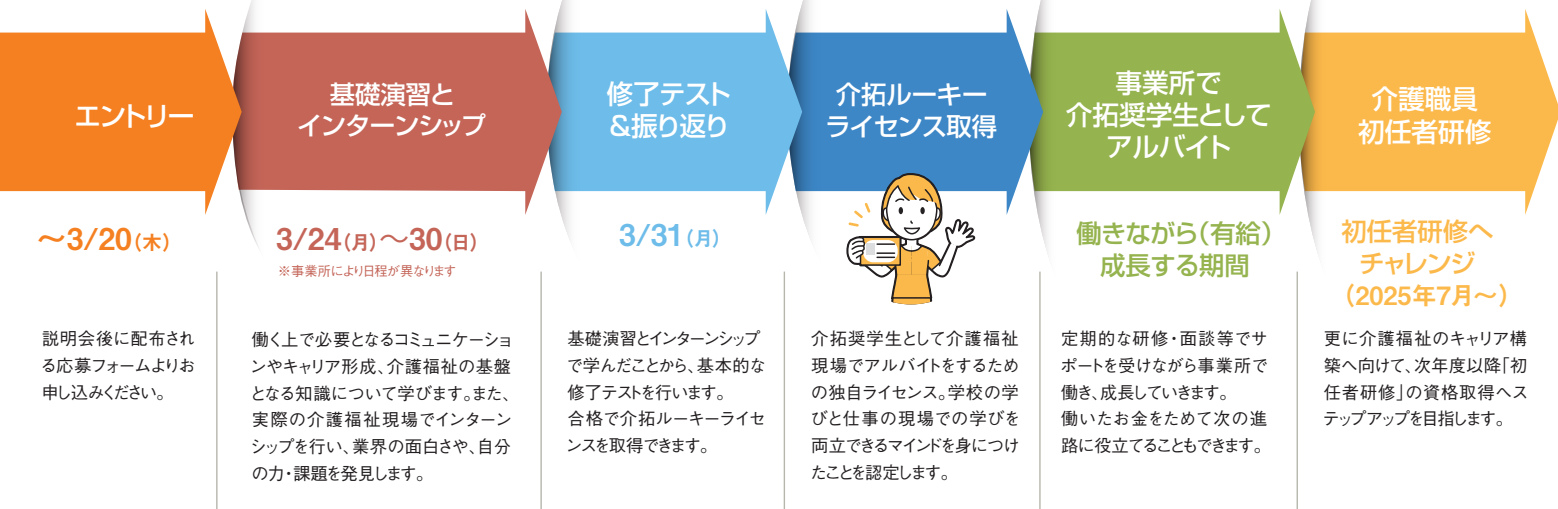 エントリー
～3/20（木）
説明会後に配布され
る応募フォームよりお
申し込みください。
基礎演習と
インターンシップ
3/24（月）～30（日）
※事業所により日程が異なります
働く上で必要となるコミュニケーショ
ンやキャリア形成、介護福祉の基盤
となる知識について学びます。また、
実際の介護福祉現場でインターン
シップを行い、業界の面白さや、自分
の力・課題を発見します。
修了テスト
&振り返り
3/31（月）
基礎演習とインターンシップ
で学んだことから、基本的な
修了テストを行います。
合格で介拓ルーキーライセ
ンスを取得できます。
介拓ルーキー
ライセンス取得
介拓奨学生として介護福祉
現場でアルバイトをするため
の独自ライセンス。学校の学
びと仕事の現場での学びを
両立できるマインドを身につけ
たことを認定します。
事業所で
介拓奨学生として
アルバイト
働きながら（有給）
成長する期間
定期的な研修・面談等でサ
ポートを受けながら事業所で
働き、成長していきます。
働いたお金をためて次の進
路に役立てることもできます。
介護職員
初任者研修
初任者研修へ
チャレンジ
（2025年7月～）
更に介護福祉のキャリア構
築へ向けて、次年度以降「初
任者研修」の資格取得へス
テップアップを目指します。